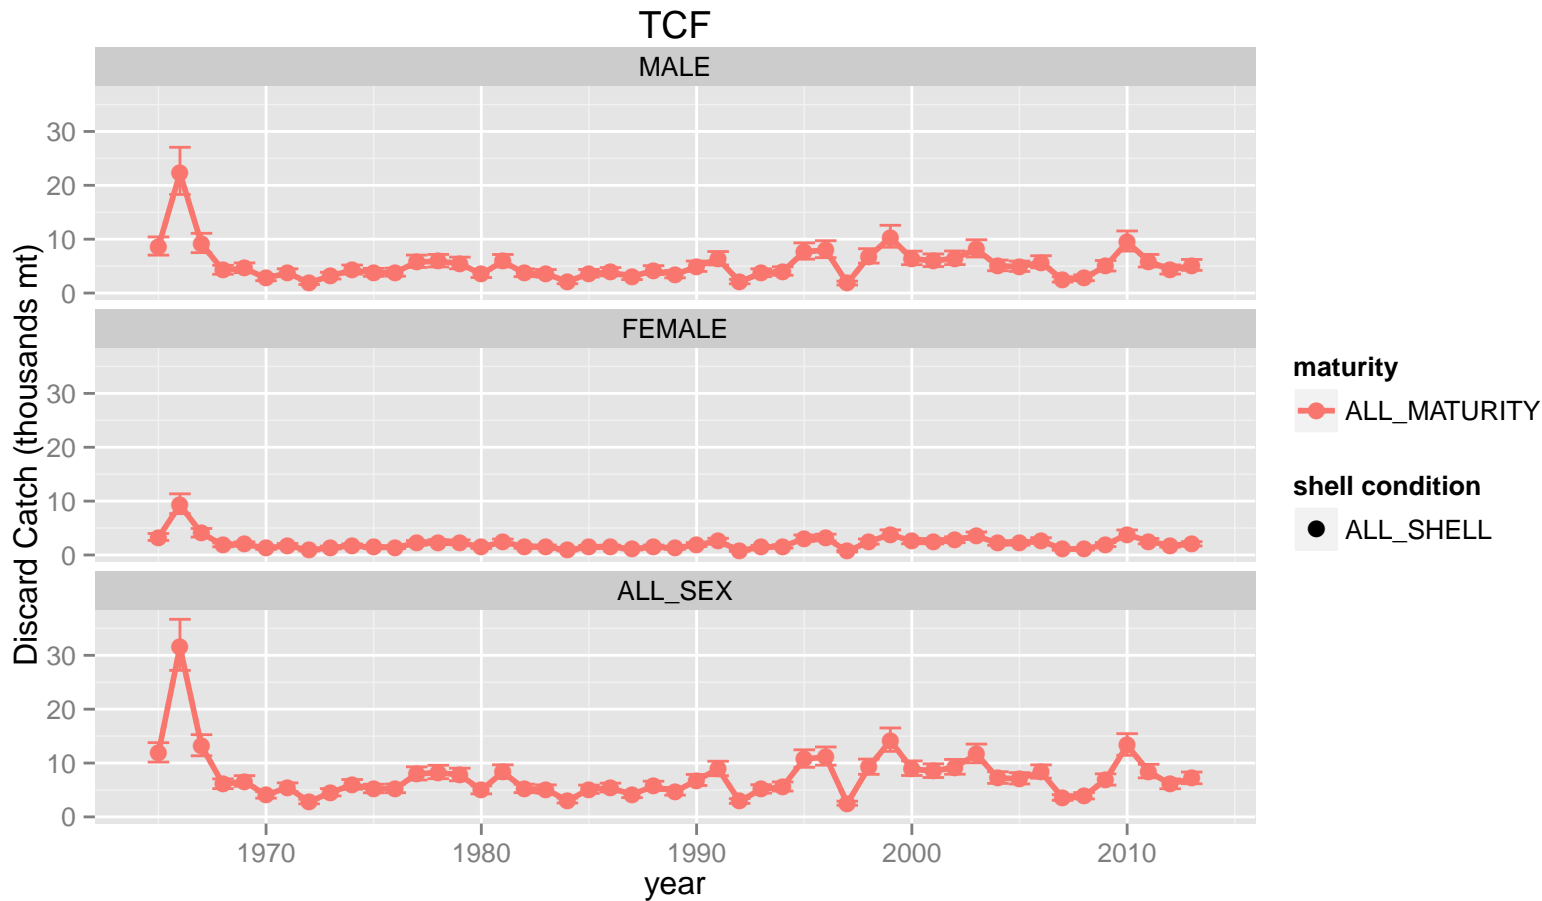 TCF
MALE
30
20
10
0
FEMALE
30
20
10
0
ALL_SEX
30
20
10
0
Discard Catch (thousands mt)
1970 1980 1990 2000 2010
year
maturity
ALL_MATURITY
shell condition
ALL_SHELL